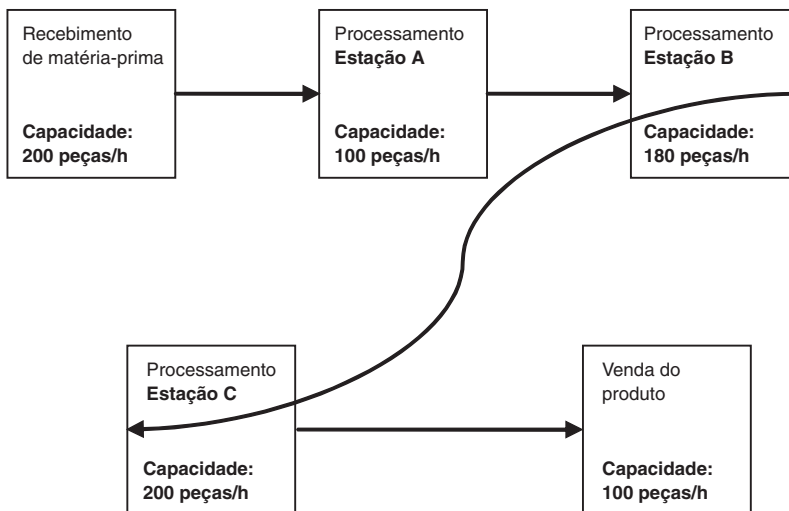 Recebimento
de matéria-prima
Capacidade:
200 peças/h
Processamento
Estação A
Capacidade:
100 peças/h
Processamento
Estação B
Capacidade:
180 peças/h
Processamento
Estação C
Capacidade:
200 peças/h
Venda do
produto
Capacidade:
100 peças/h